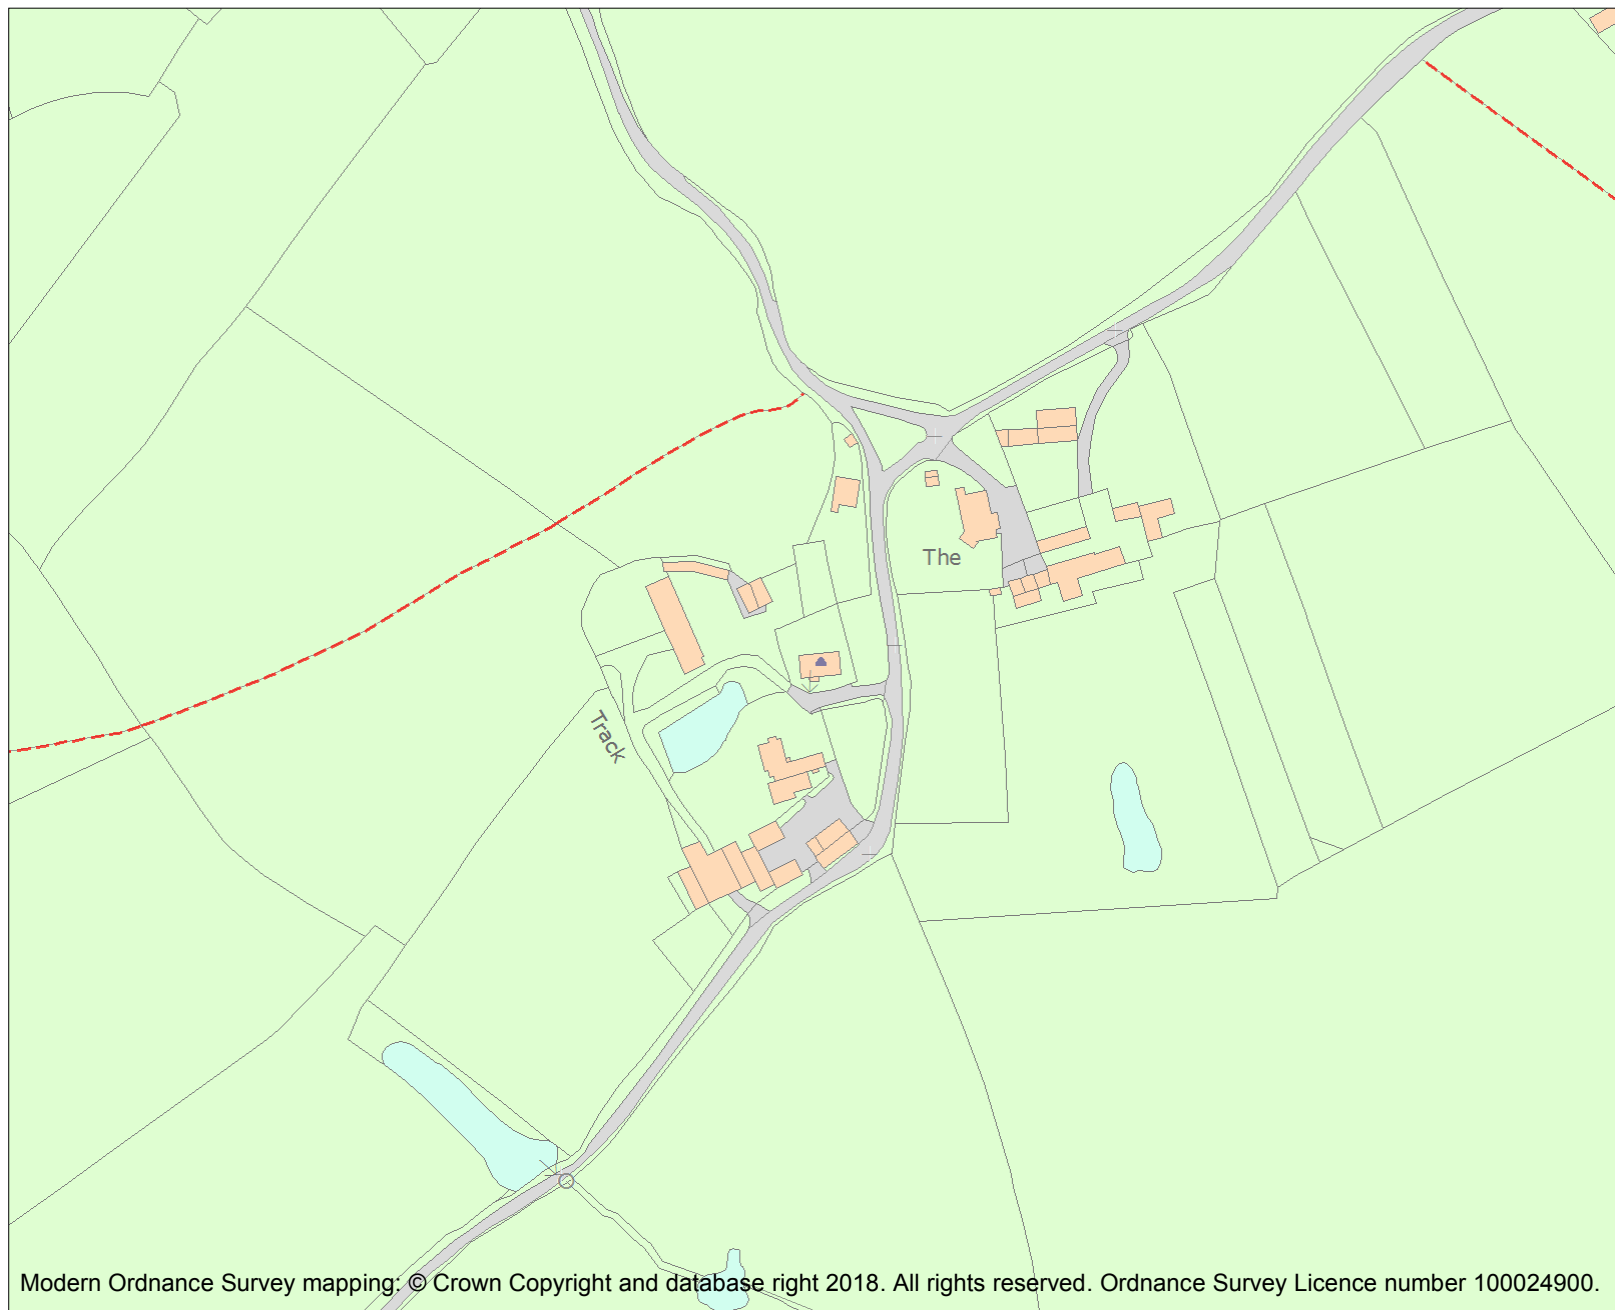 The
Track
Modern Ordnance Survey mapping: © Crown Copyright and database right 2018. All rights reserved. Ordnance Survey Licence number 100024900.